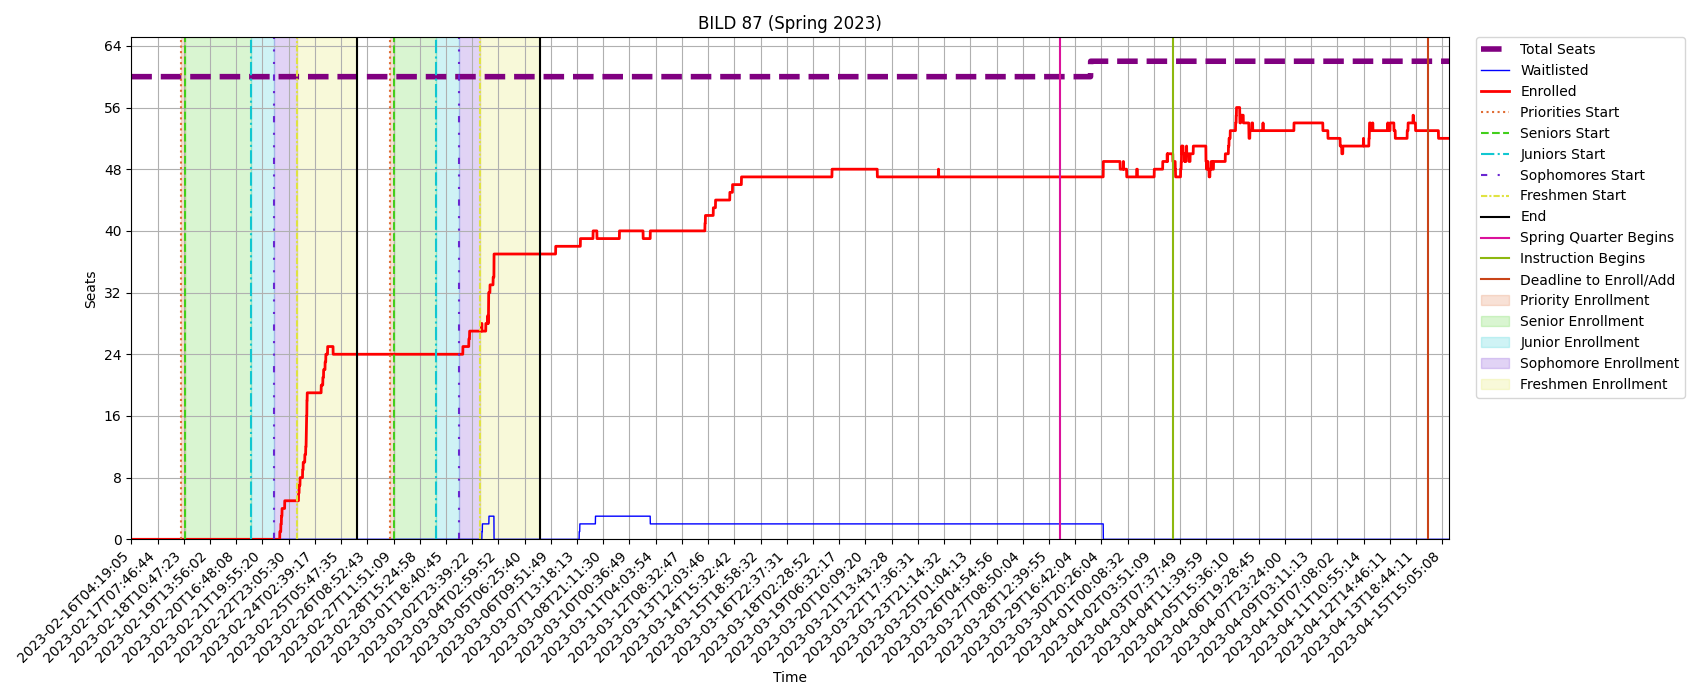 BILD 87 (Spring 2023)
64
56
48
40
32
24
16
8
0
Seats
2023-02-16T04:19:05
2023-02-17T07:46:44
2023-02-18T10:47:23
2023-02-19T13:56:02
2023-02-20T16:48:08
2023-02-21T19:55:20
2023-02-22T23:05:30
2023-02-24T02:39:17
2023-02-25T05:47:35
2023-02-26T08:52:43
2023-02-27T11:51:09
2023-02-28T15:24:58
2023-03-01T18:40:45
2023-03-02T23:39:22
2023-03-04T02:59:52
2023-03-05T06:25:40
2023-03-06T09:51:49
2023-03-07T13:18:13
2023-03-08T21:11:30
2023-03-10T00:36:49
2023-03-11T04:03:54
2023-03-12T08:32:47
2023-03-13T12:03:46
2023-03-14T15:32:42
2023-03-15T18:58:32
2023-03-16T22:37:31
2023-03-18T02:28:52
2023-03-19T06:32:17
2023-03-20T10:09:20
2023-03-21T13:43:28
2023-03-22T17:36:31
2023-03-23T21:14:32
2023-03-25T01:04:13
2023-03-26T04:54:56
2023-03-27T08:50:04
2023-03-28T12:39:55
2023-03-29T16:42:04
2023-03-30T20:26:04
2023-04-01T00:08:32
2023-04-02T03:51:09
2023-04-03T07:37:49
2023-04-04T11:39:59
2023-04-05T15:36:10
2023-04-06T19:28:45
2023-04-07T23:24:00
2023-04-09T03:11:13
2023-04-10T07:08:02
2023-04-11T10:55:14
2023-04-12T14:46:11
2023-04-13T18:44:11
2023-04-15T15:05:08
Time
Total Seats
Waitlisted
Enrolled
Priorities Start
Seniors Start
Juniors Start
Sophomores Start
Freshmen Start
End
Spring Quarter Begins
Instruction Begins
Deadline to Enroll/Add
Priority Enrollment
Senior Enrollment
Junior Enrollment
Sophomore Enrollment
Freshmen Enrollment